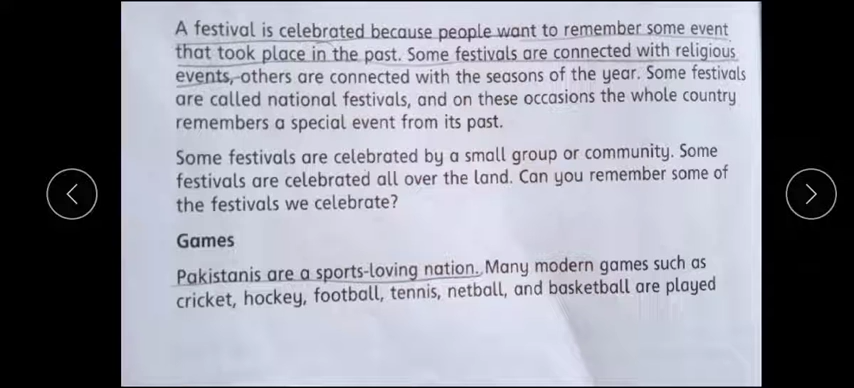 A festival is celebrated because people want to remember some event
that took place in the past. Some festivals are connected with religious
events, others are connected with the seasons of the year. Some festivals
are called national festivals, and on these occasions the whole country
remembers a special event from its past.
Some festivals are celebrated by a small group or community. Some
festivals are celebrated all over the land. Can you remember some of
the festivals we celebrate?
Games
Pakistanis are a sports-loving nation. Many modern games such as
cricket, hockey, football, tennis, netball, and basketball are played